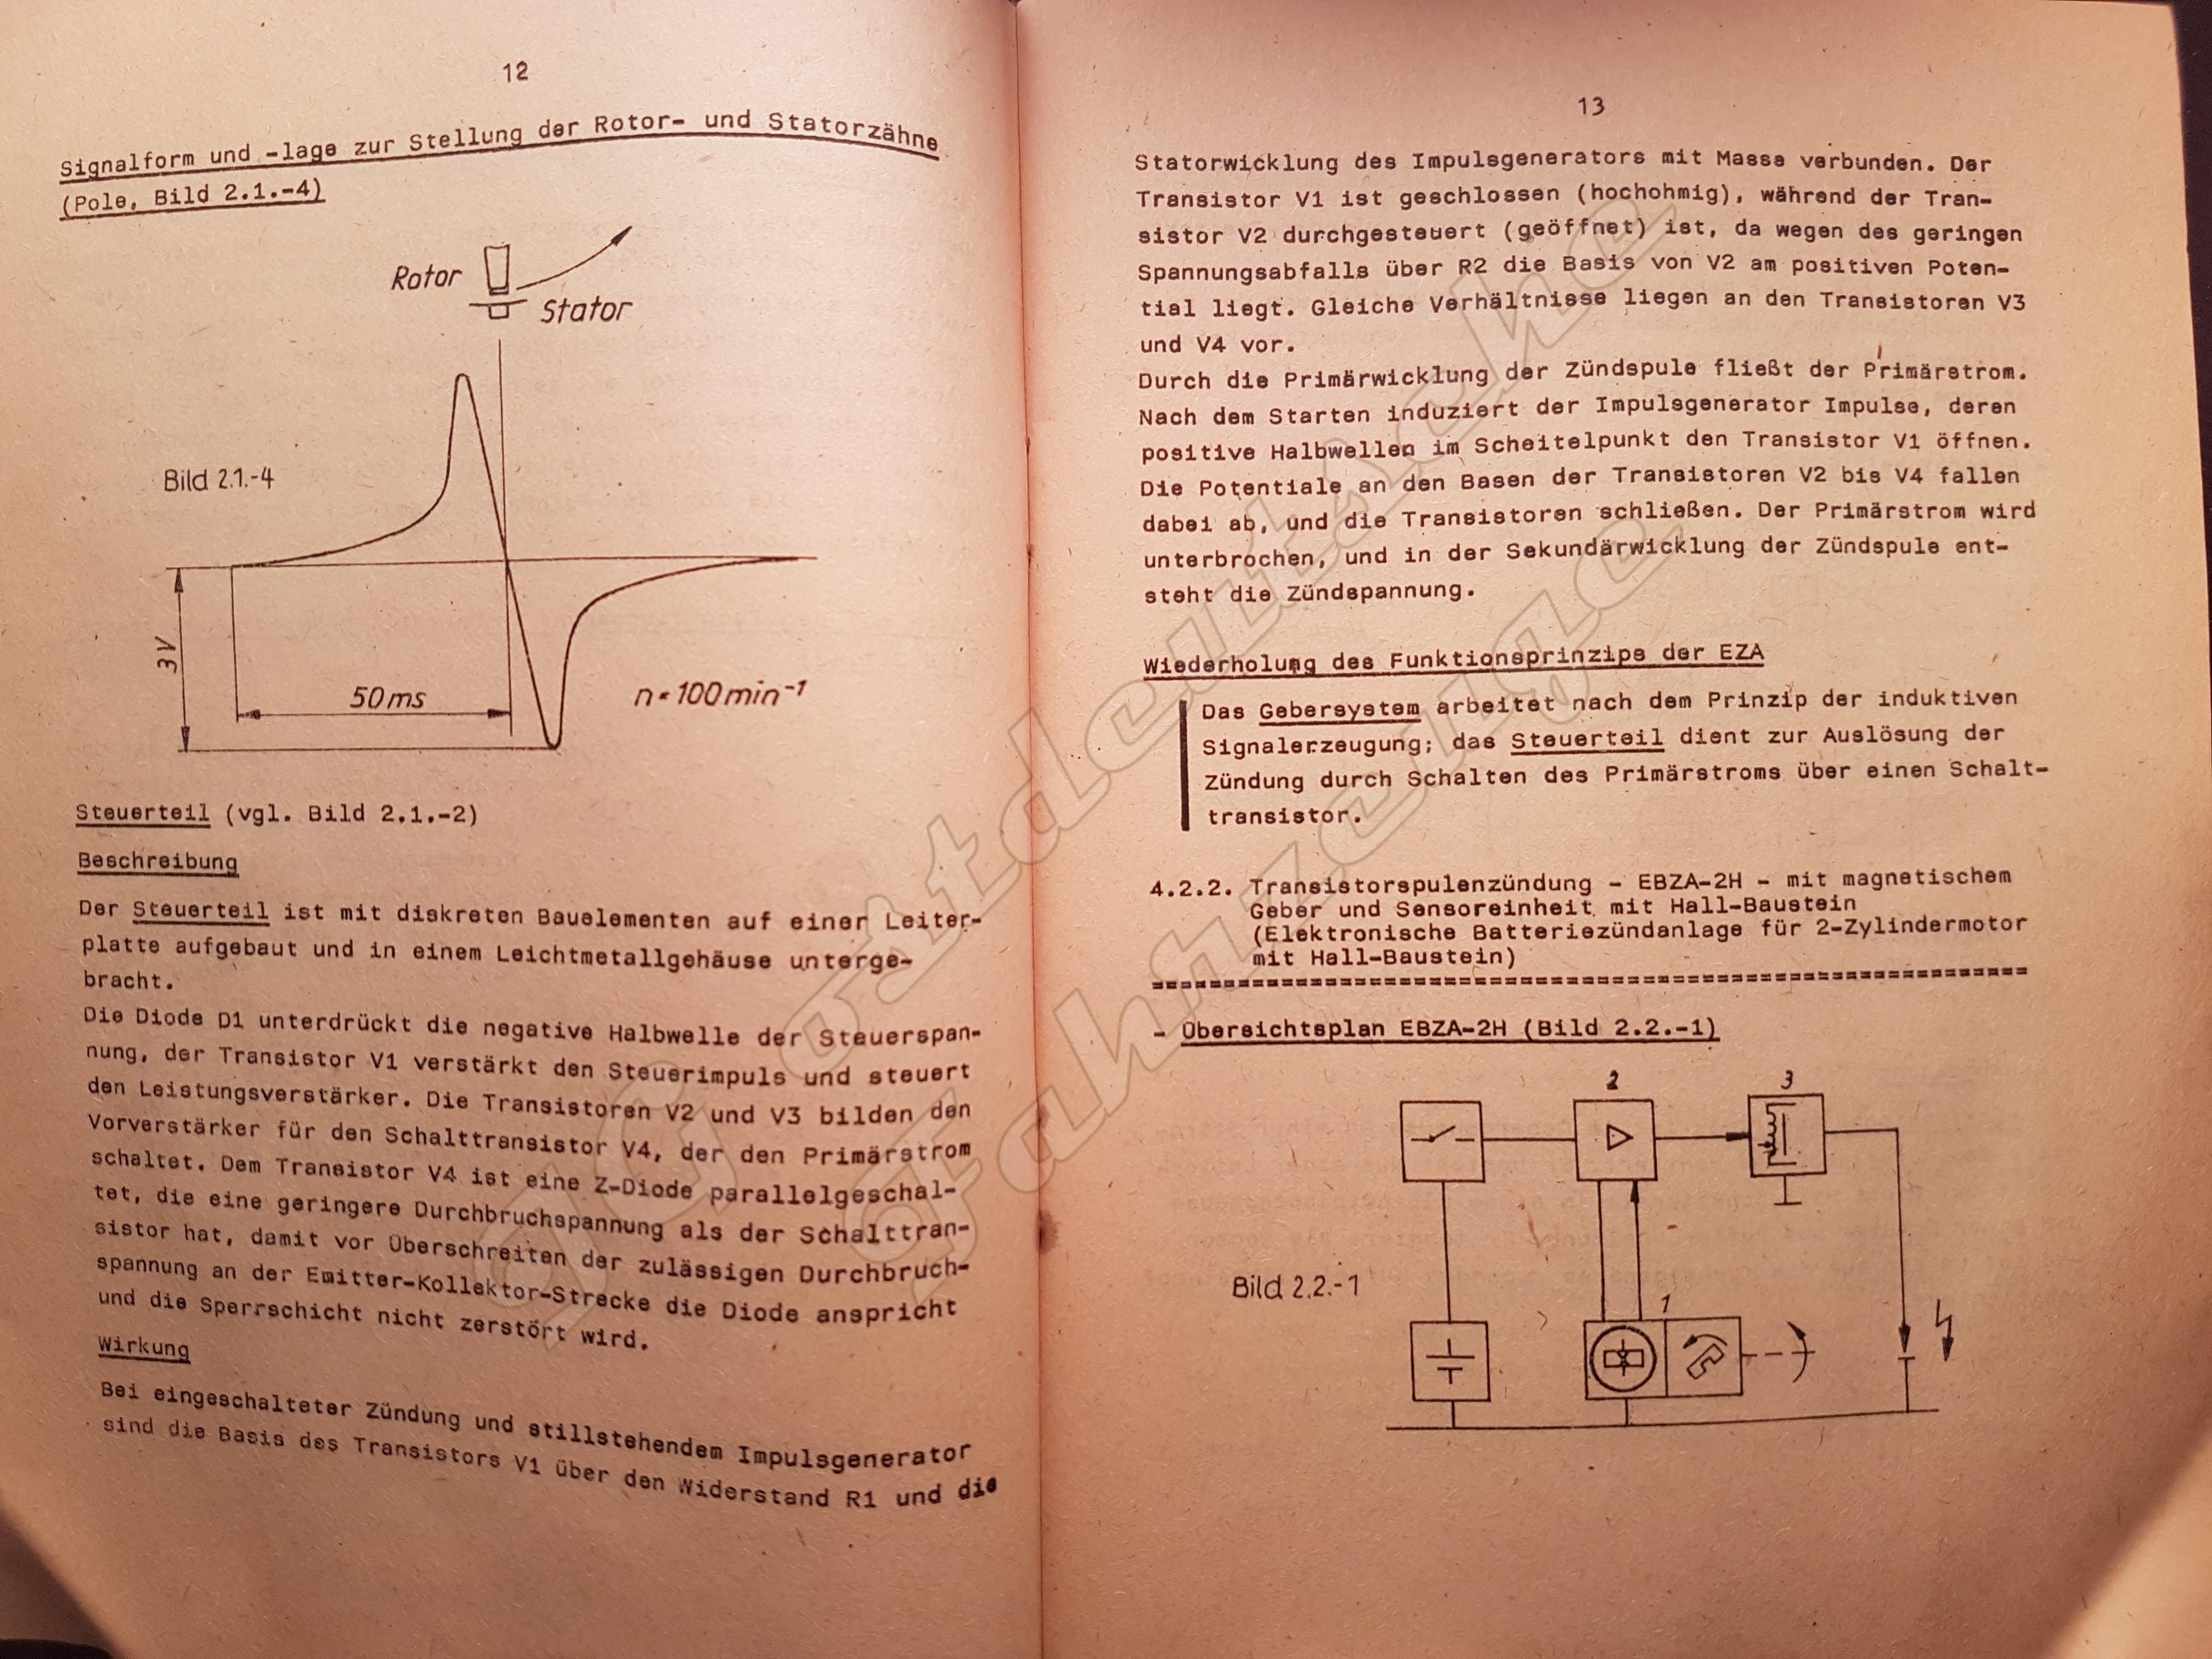 12
Signalform und -lage zur Stellung der Rotor- und Statorzähne
(Pole, Bild 2.1.-4)
Rotor
Stator
Bild 2.1.-4
3V
50ms
n=100min⁻¹
Steuerteil (vgl. Bild 2.1.-2)
Beschreibung
Der Steuerteil ist mit diskreten Bauelementen auf einer Leiter-
platte aufgebaut und in einem Leichtmetallgehäuse unterge-
bracht.
Die Diode D1 unterdrückt die negative Halbwelle der Steuerspan-
nung, der Transistor V1 verstärkt den Steuerimpuls und steuert
den Leistungsverstärker. Die Transistoren V2 und V3 bilden den
Vorverstärker für den Schalttransistor V4, der den Primärstrom
schaltet. Dem Transistor V4 ist eine Z-Diode parallelgeschal-
tet, die eine geringere Durchbruchspannung als der Schalttran-
sistor hat, damit vor Überschreiten der zulässigen Durchbruch-
spannung an der Emitter-Kollektor-Strecke die Diode anspricht
und die Sperrschicht nicht zerstört wird.
Wirkung
Bei eingeschalteter Zündung und stillstehendem Impulsgenerator
sind die Basis des Transistors V1 über den Widerstand R1 und die
13
Statorwicklung des Impulsgenerators mit Masse verbunden. Der
Transistor V1 ist geschlossen (hochohmig), während der Tran-
sistor V2 durchgesteuert (geöffnet) ist, da wegen des geringen
Spannungsabfalls über R2 die Basis von V2 am positiven Poten-
tial liegt. Gleiche Verhältnisse liegen an den Transistoren V3
und V4 vor.
Durch die Primärwicklung der Zündspule fließt der Primärstrom.
Nach dem Starten induziert der Impulsgenerator Impulse, deren
positive Halbwellen im Scheitelpunkt den Transistor V1 öffnen.
Die Potentiale an den Basen der Transistoren V2 bis V4 fallen
dabei ab, und die Transistoren schließen. Der Primärstrom wird
unterbrochen, und in der Sekundärwicklung der Zündspule ent-
steht die Zündspannung.
Wiederholung des Funktionsprinzips der EZA
Das Gebersystem arbeitet nach dem Prinzip der induktiven
Signalerzeugung; das Steuerteil dient zur Auslösung der
Zündung durch Schalten des Primärstroms über einen Schalt-
transistor.
4.2.2. Transistorspulenzündung - EBZA-2H - mit magnetischem
Geber und Sensoreinheit mit Hall-Baustein
(Elektronische Batteriezündanlage für 2-Zylindermotor
mit Hall-Baustein)
- Übersichtsplan EBZA-2H (Bild 2.2.-1)
2
3
Bild 2.2.-1
1
ostdeutsche
Fahrzeuge